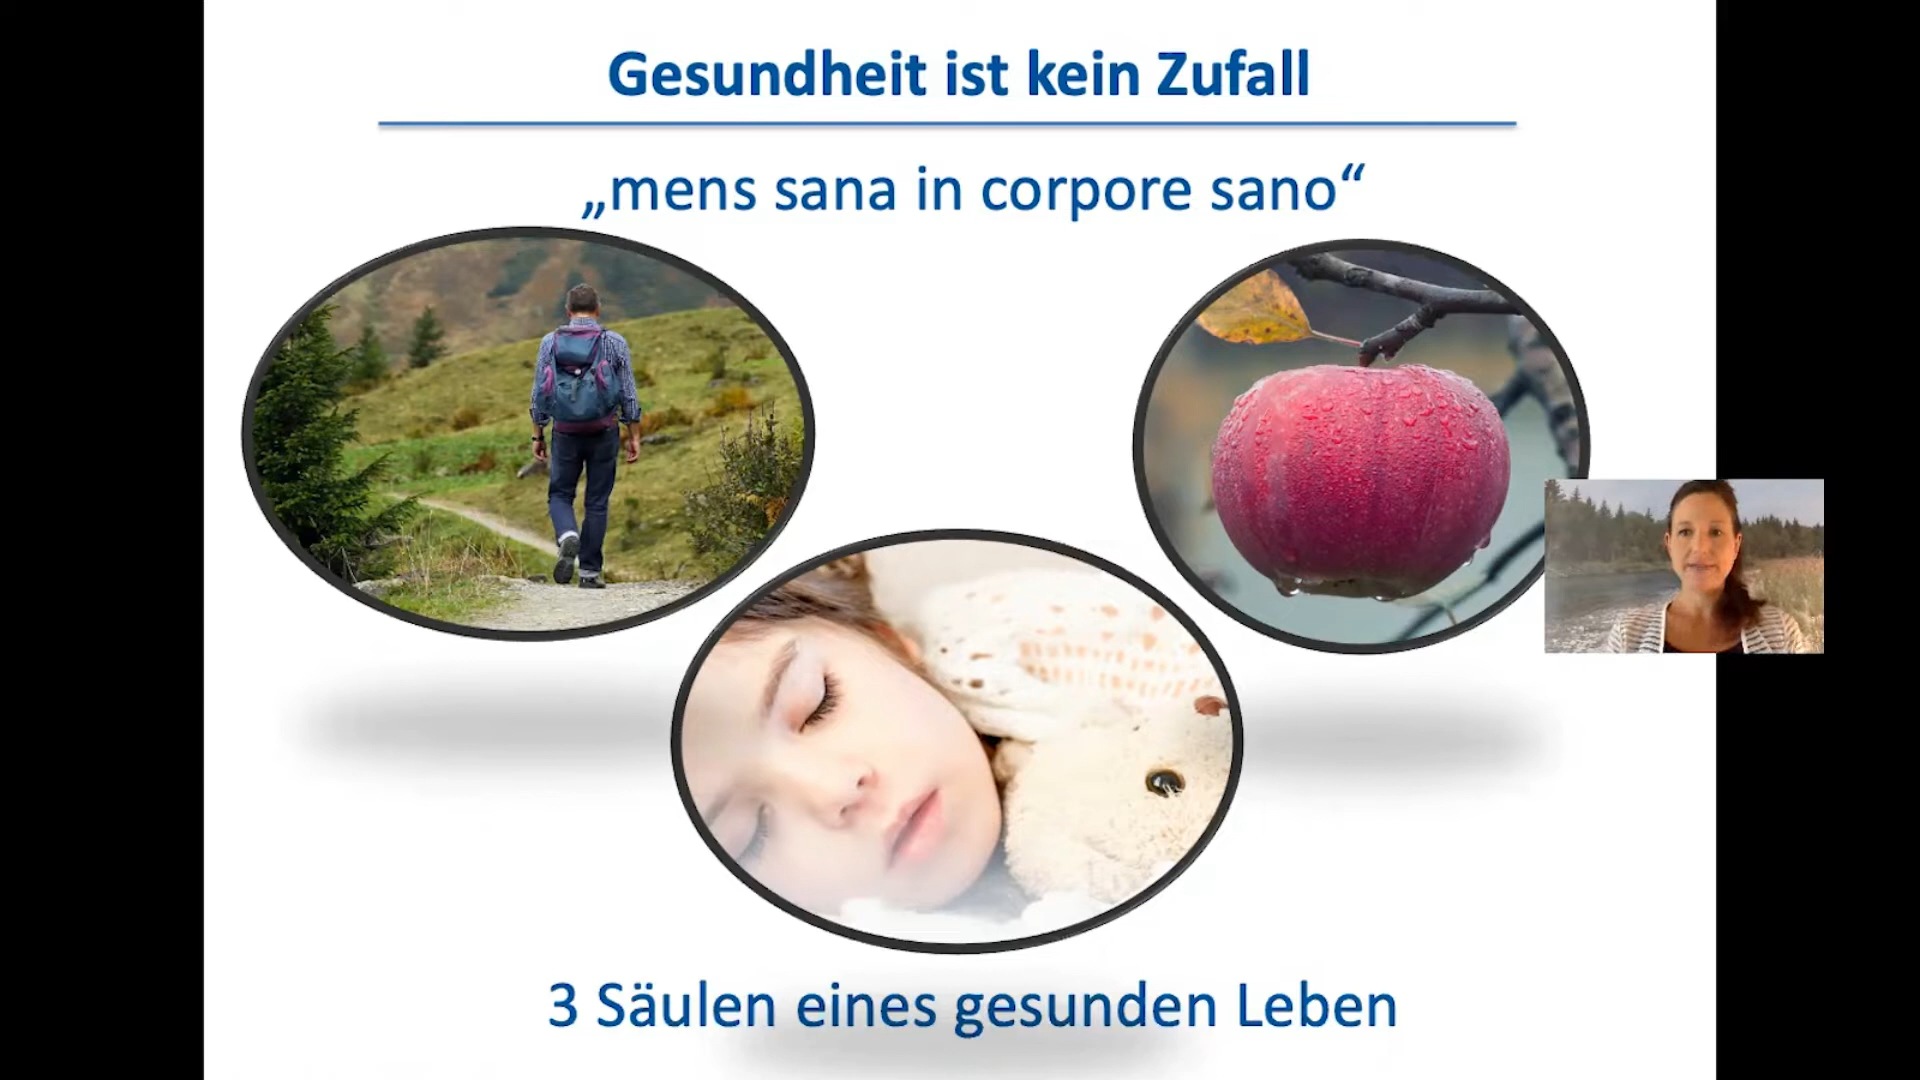 Gesundheit ist kein Zufall
„mens sana in corpore sano“
3 Säulen eines gesunden Leben